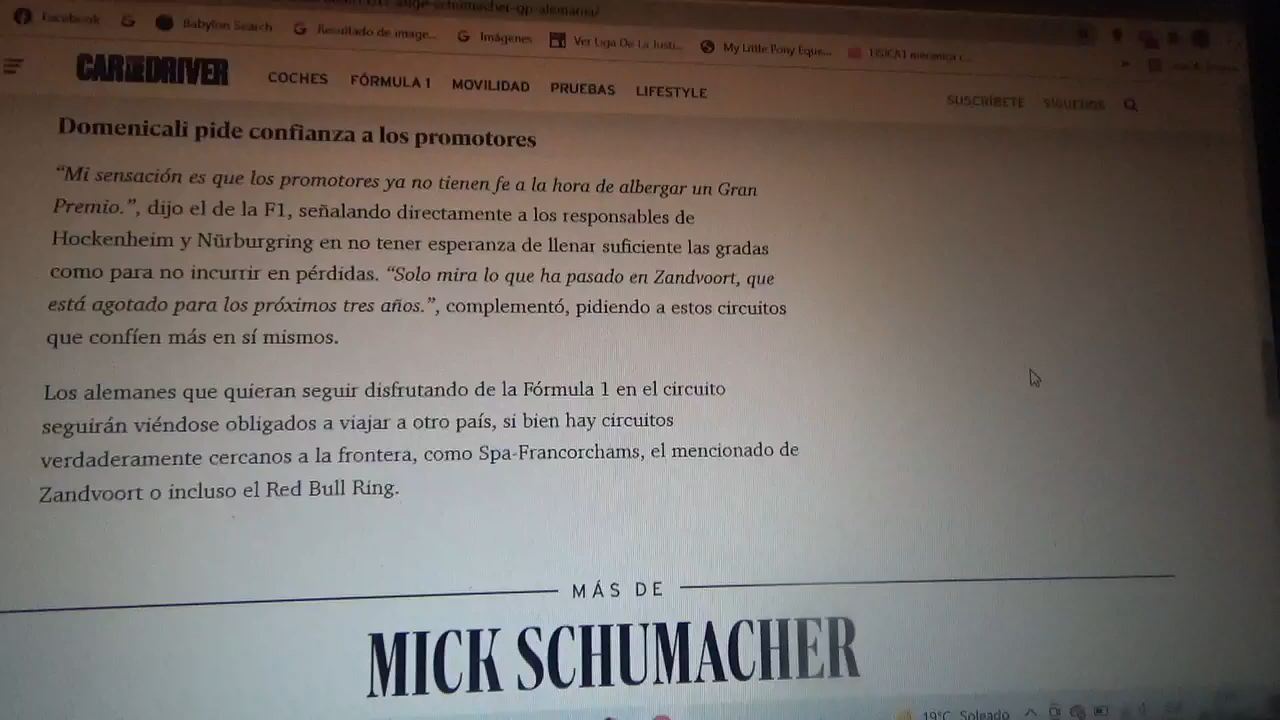 auge-schumacher-gp-alemania/
Facebook
Babylon Search
Resultado de image...
Imágenes
Ver Liga De La Justi...
My Little Pony Eque...
CAR AND DRIVER
COCHES FÓRMULA 1 MOVILIDAD PRUEBAS LIFESTYLE
SUSCRÍBETE SÍGUENOS
Domenicali pide confianza a los promotores
“Mi sensación es que los promotores ya no tienen fe a la hora de albergar un Gran
Premio.”, dijo el de la F1, señalando directamente a los responsables de
Hockenheim y Nürburgring en no tener esperanza de llenar suficiente las gradas
como para no incurrir en pérdidas. “Solo mira lo que ha pasado en Zandvoort, que
está agotado para los próximos tres años.”, complementó, pidiendo a estos circuitos
que confíen más en sí mismos.
Los alemanes que quieran seguir disfrutando de la Fórmula 1 en el circuito
seguirán viéndose obligados a viajar a otro país, si bien hay circuitos
verdaderamente cercanos a la frontera, como Spa-Francorchams, el mencionado de
Zandvoort o incluso el Red Bull Ring.
MÁS DE
MICK SCHUMACHER
19°C Soleado